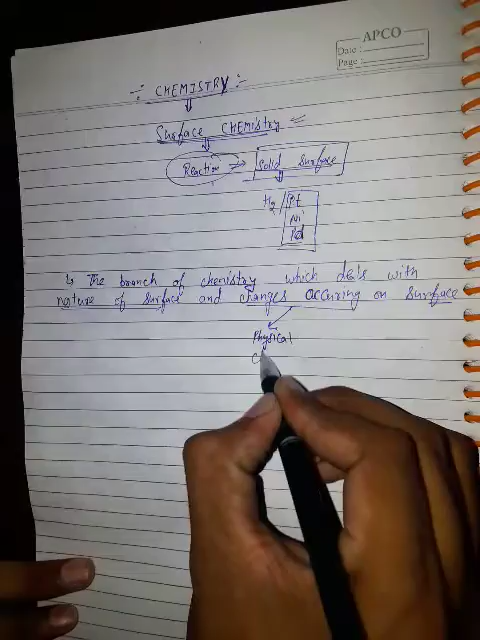 APCO
Date :
Page :
÷ CHEMISTRY ÷
Surface CHEMIstry
Reaction → Solid Surface
H2 / Pt
Ni
Pd
↳ The branch of chemistry which de's with
nature of surface and changes occuring on Surface
Physical
C